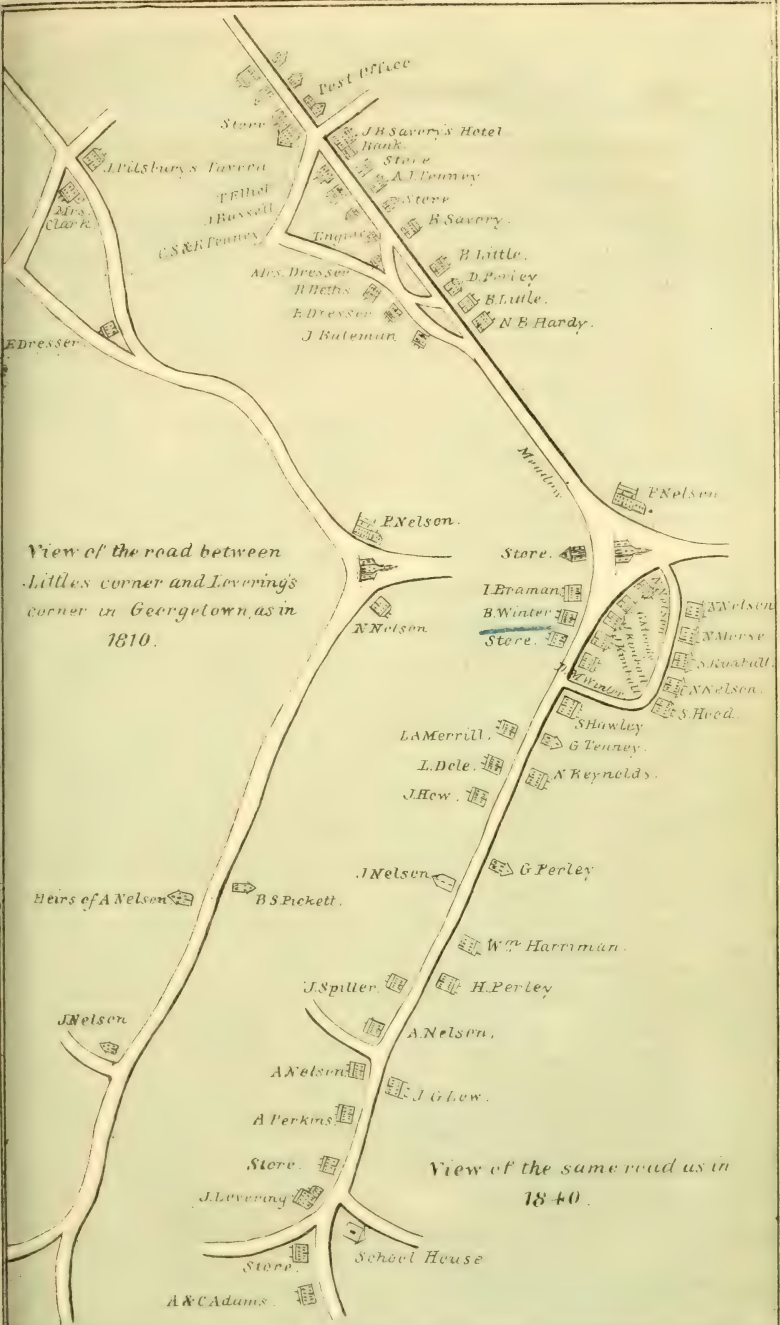 J. Pilsbury's Tavern
Mrs.
Clark
E Dresser.
P. Nelson.
View of the road between
Littles corner and Levering's
corner in Georgetown, as in
1810.
N Nelson
Heirs of A Nelson
B S Pickett.
J. Nelson
Post Office
Store
J B Savery's Hotel
Bank
Store
A J. Tenney
Store
B Savery.
J Russell
C. S & E Tenney
B Little.
D. Perley
B. Little.
N B Hardy.
Mrs. Dresser
E Dresser
J Bateman
Meadow
P. Nelson
Store.
I Braman
B. Winter
Store.
M Winter
N Nelson
N Morse
S. Kimball.
N Nelson.
S. Hood.
S Hawley
L A Merrill.
G Tenney.
L. Dole.
N Reynolds.
J. How.
J Nelson
G Perley
Wm Harriman.
J. Spiller.
H. Perley
A. Nelson.
A Nelson
J. G Low.
A Perkins
Store.
View of the same road as in
1840.
J. Levering
School House
Store.
A & C Adams.